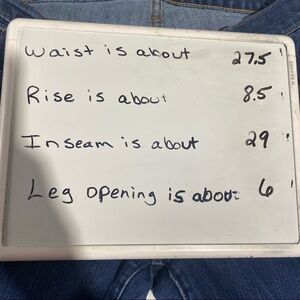 Waist is about 27.5"
Rise is about 8.5"
Inseam is about 29"
Leg opening is about 6"